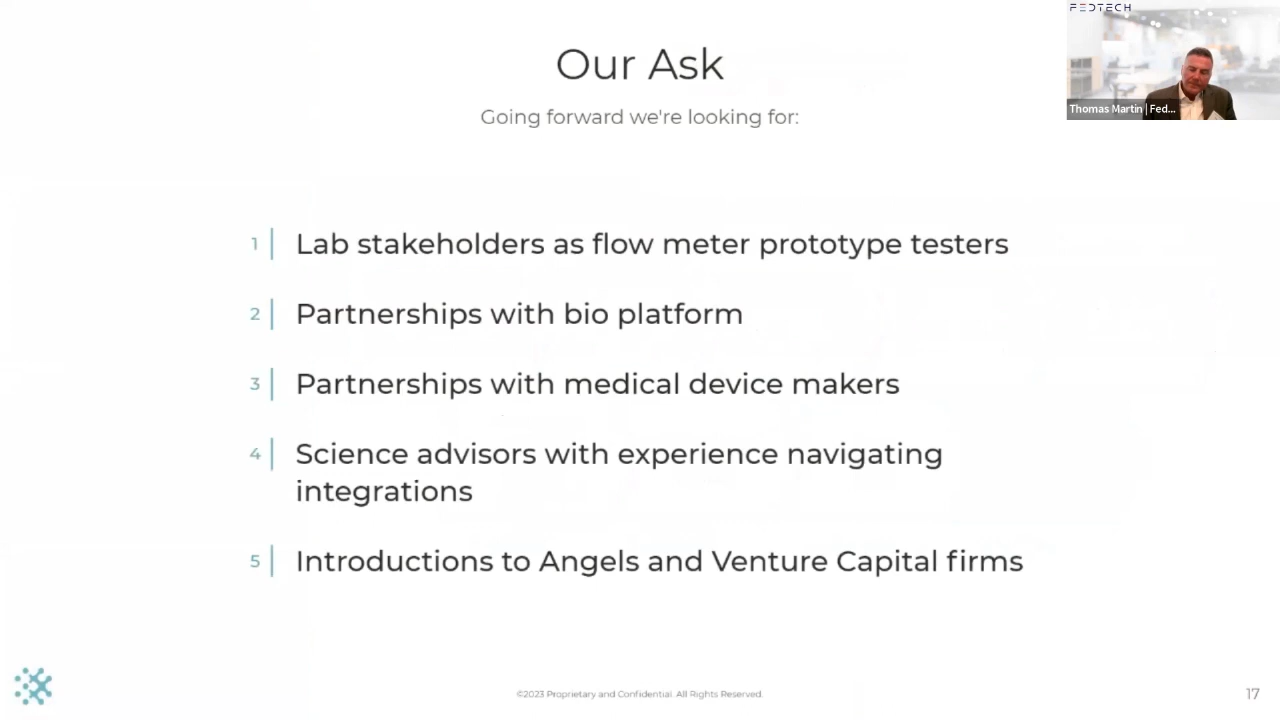 FEDTECH
Our Ask
Thomas Martin | Fed...
Going forward we're looking for:
1 Lab stakeholders as flow meter prototype testers
2 Partnerships with bio platform
3 Partnerships with medical device makers
4 Science advisors with experience navigating
integrations
5 Introductions to Angels and Venture Capital firms
©2023 Proprietary and Confidential. All Rights Reserved.
17